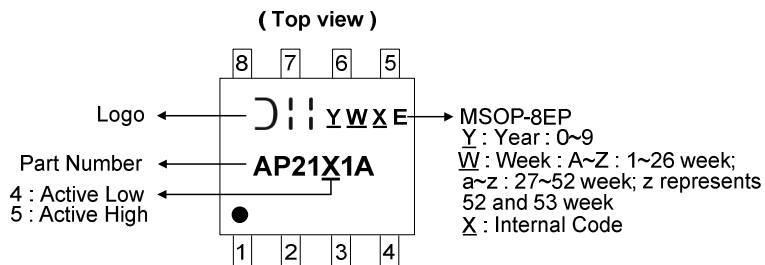 ( Top view )
8 7 6 5
Logo
Y W X E
MSOP-8EP
Y : Year : 0~9
W : Week : A~Z : 1~26 week;
a~z : 27~52 week; z represents
52 and 53 week
X : Internal Code
Part Number
AP21X1A
4 : Active Low
5 : Active High
1 2 3 4